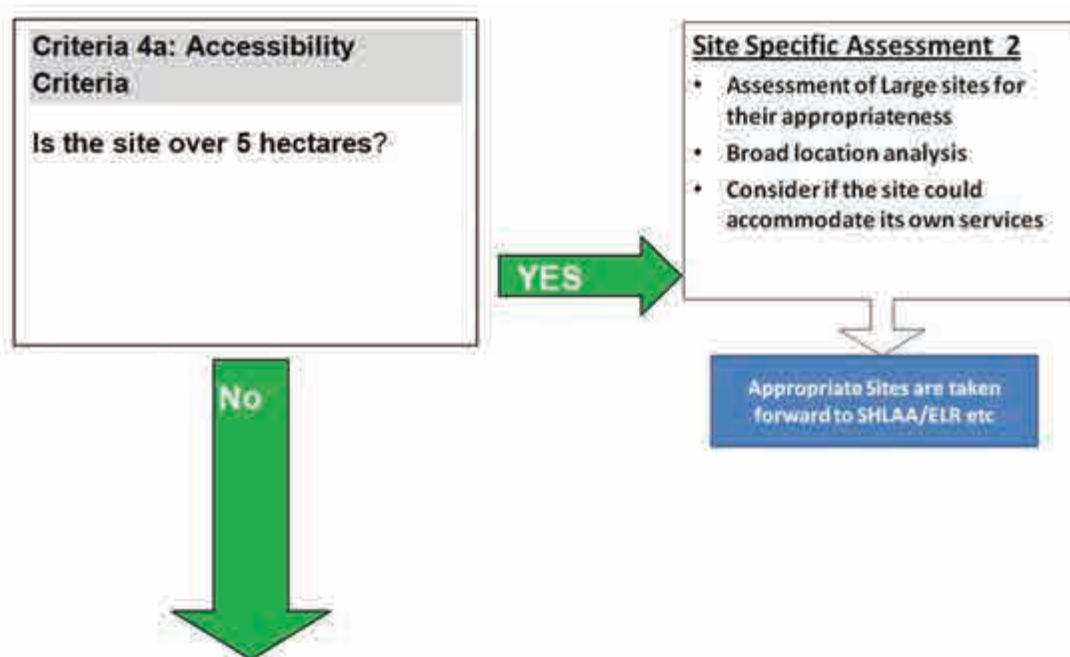 Criteria 4a: Accessibility
Criteria
Is the site over 5 hectares?
YES
No
Site Specific Assessment 2
• Assessment of Large sites for
their appropriateness
• Broad location analysis
• Consider if the site could
accommodate its own services
Appropriate Sites are taken
forward to SHLAA/ELR etc